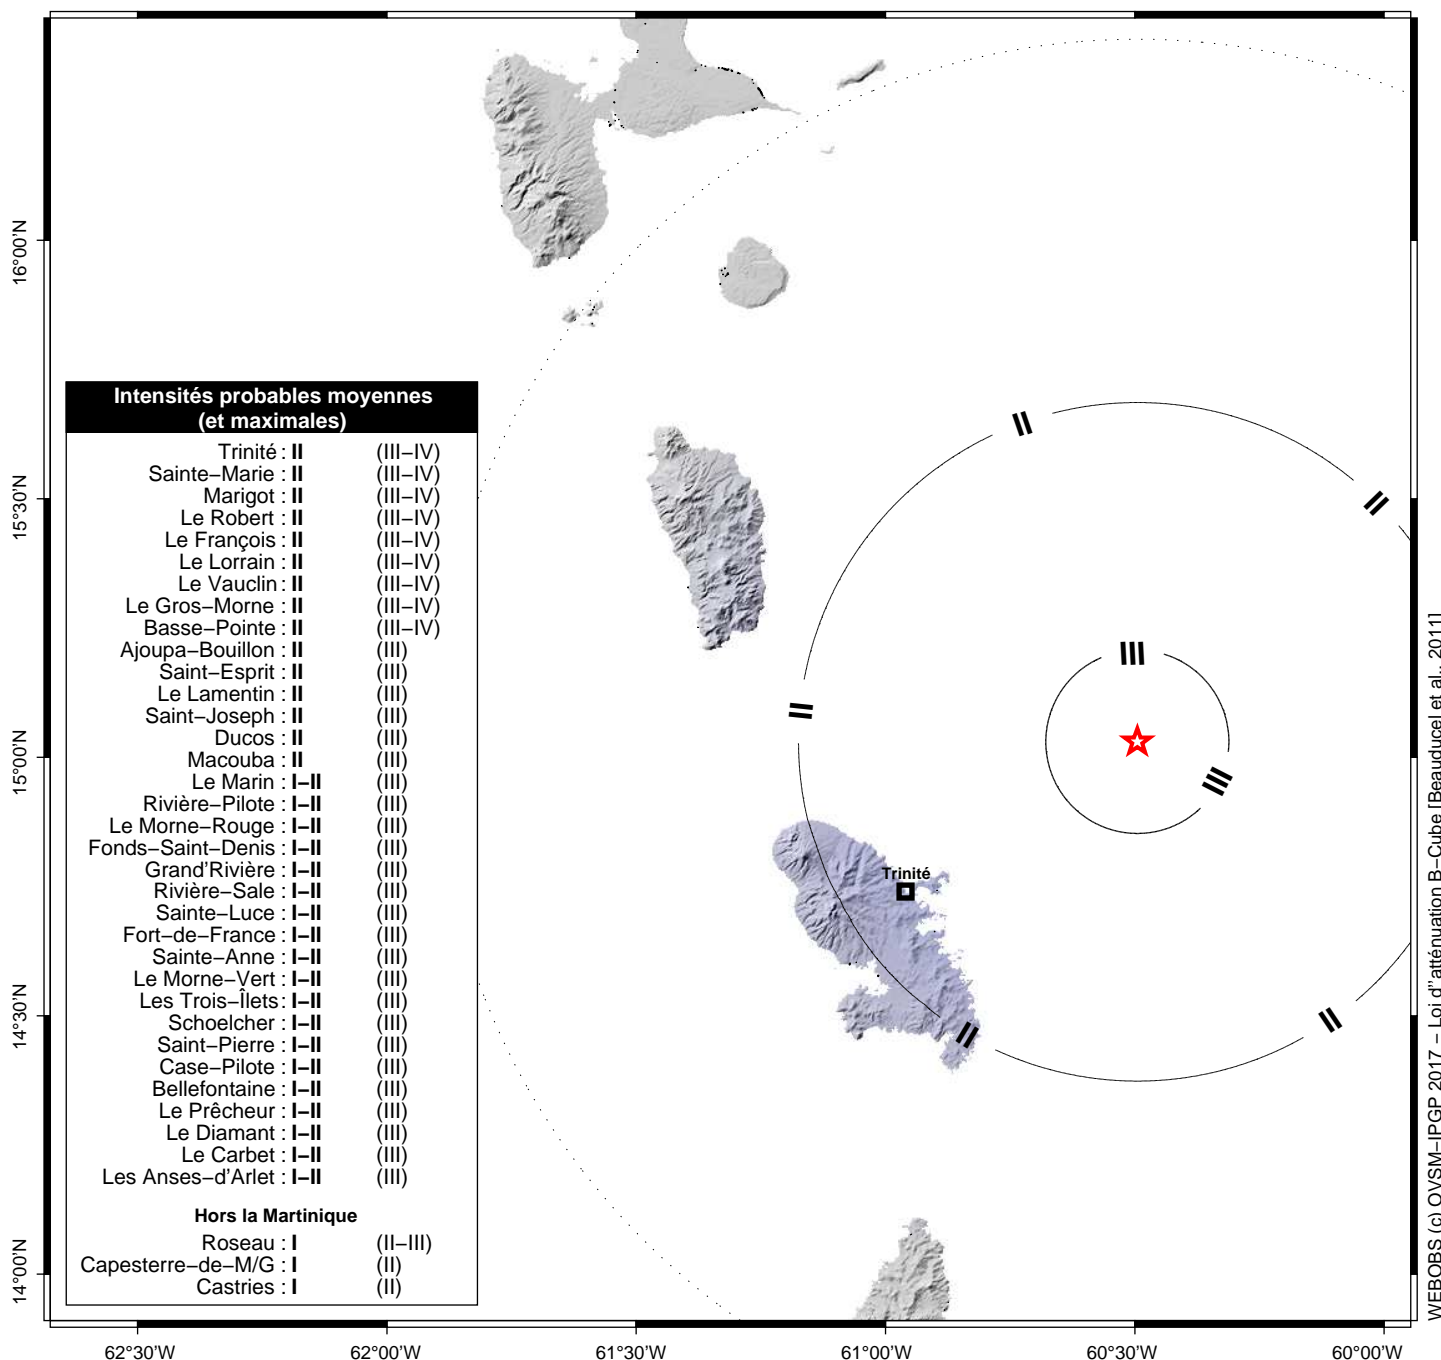 Intensités probables moyennes
(et maximales)
Trinité : II (III−IV)
Sainte−Marie : II (III−IV)
Marigot : II (III−IV)
Le Robert : II (III−IV)
Le François : II (III−IV)
Le Lorrain : II (III−IV)
Le Vauclin : II (III−IV)
Le Gros−Morne : II (III−IV)
Basse−Pointe : II (III−IV)
Ajoupa−Bouillon : II (III)
Saint−Esprit : II (III)
Le Lamentin : II (III)
Saint−Joseph : II (III)
Ducos : II (III)
Macouba : II (III)
Le Marin : I−II (III)
Rivière−Pilote : I−II (III)
Le Morne−Rouge : I−II (III)
Fonds−Saint−Denis : I−II (III)
Grand'Rivière : I−II (III)
Rivière−Sale : I−II (III)
Sainte−Luce : I−II (III)
Fort−de−France : I−II (III)
Sainte−Anne : I−II (III)
Le Morne−Vert : I−II (III)
Les Trois−Îlets : I−II (III)
Schoelcher : I−II (III)
Saint−Pierre : I−II (III)
Case−Pilote : I−II (III)
Bellefontaine : I−II (III)
Le Prêcheur : I−II (III)
Le Diamant : I−II (III)
Le Carbet : I−II (III)
Les Anses−d'Arlet : I−II (III)
Hors la Martinique
Roseau : I (II−III)
Capesterre−de−M/G : I (II)
Castries : I (II)
16°00'N
15°30'N
15°00'N
14°30'N
14°00'N
II
II
III
II
III
Trinité
II
II
62°30'W 62°00'W 61°30'W 61°00'W 60°30'W 60°00'W
WEBOBS (c) OVSM−IPGP 2017 − Loi d''atténuation B−Cube [Beauducel et al., 2011]